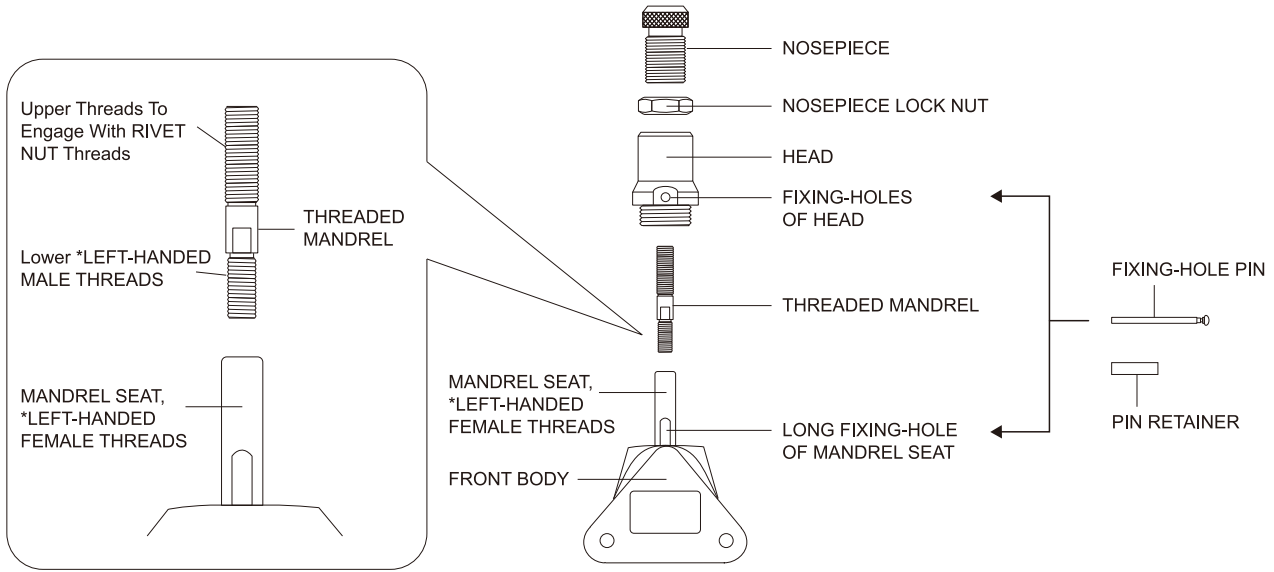 Upper Threads To
Engage With RIVET
NUT Threads
THREADED
MANDREL
Lower *LEFT-HANDED
MALE THREADS
MANDREL SEAT,
*LEFT-HANDED
FEMALE THREADS
NOSEPIECE
NOSEPIECE LOCK NUT
HEAD
FIXING-HOLES
OF HEAD
THREADED MANDREL
MANDREL SEAT,
*LEFT-HANDED
FEMALE THREADS
LONG FIXING-HOLE
OF MANDREL SEAT
FRONT BODY
FIXING-HOLE PIN
PIN RETAINER